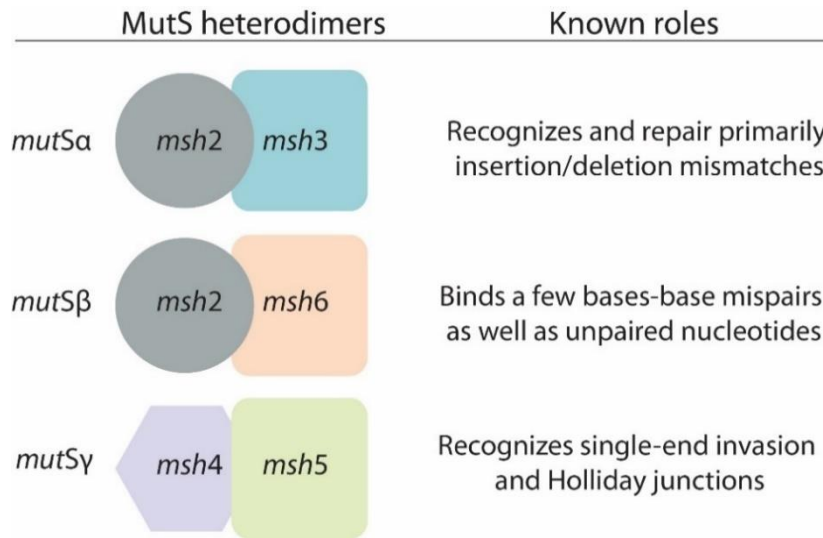 MutS heterodimers Known roles
mutSα msh2 msh3 Recognizes and repair primarily
insertion/deletion mismatches
mutSβ msh2 msh6 Binds a few bases-base mispairs
as well as unpaired nucleotides
mutSγ msh4 msh5 Recognizes single-end invasion
and Holliday junctions